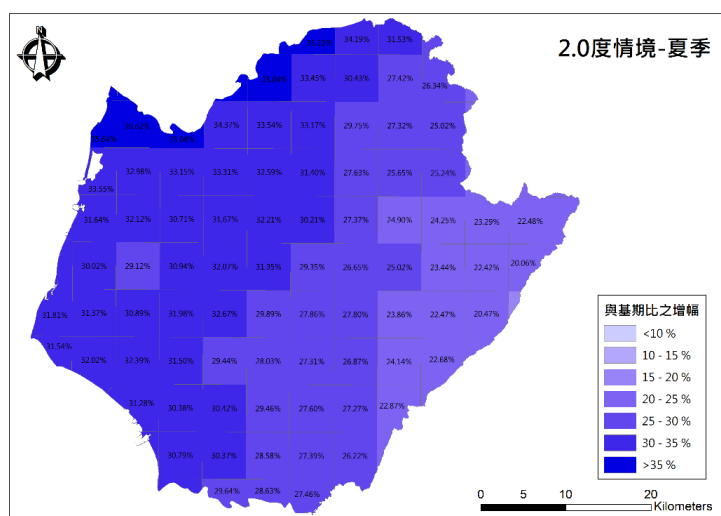 34.19% 31.53%
2.0度情境-夏季
33.45% 30.43% 27.42%
26.34%
34.37% 33.54% 33.17% 29.75% 27.32% 25.02%
32.98% 33.15% 33.31% 32.59% 31.40% 27.63% 25.65% 25.24%
33.55%
31.64% 32.12% 30.71% 31.67% 32.21% 30.21% 27.37% 24.90% 24.25% 23.29% 22.48%
30.02% 29.12% 30.94% 32.07% 31.35% 29.35% 26.65% 25.02% 23.44% 22.42% 20.06%
31.81% 31.37% 30.89% 31.98% 32.67% 29.89% 27.86% 27.80% 23.86% 22.47% 20.47%
31.54%
32.02% 32.39% 31.50% 29.44% 28.03% 27.31% 26.87% 24.14% 22.68%
31.28% 30.38% 30.42% 29.46% 27.60% 27.27% 22.87%
30.79% 30.37% 28.58% 27.39% 26.22%
29.64% 28.63% 27.46%
與基期比之增幅
<10 %
10 - 15 %
15 - 20 %
20 - 25 %
25 - 30 %
30 - 35 %
>35 %
0 5 10 20
Kilometers